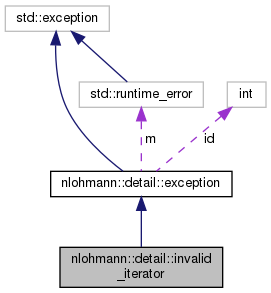 std::exception
std::runtime_error
int
m
id
nlohmann::detail::exception
nlohmann::detail::invalid
_iterator